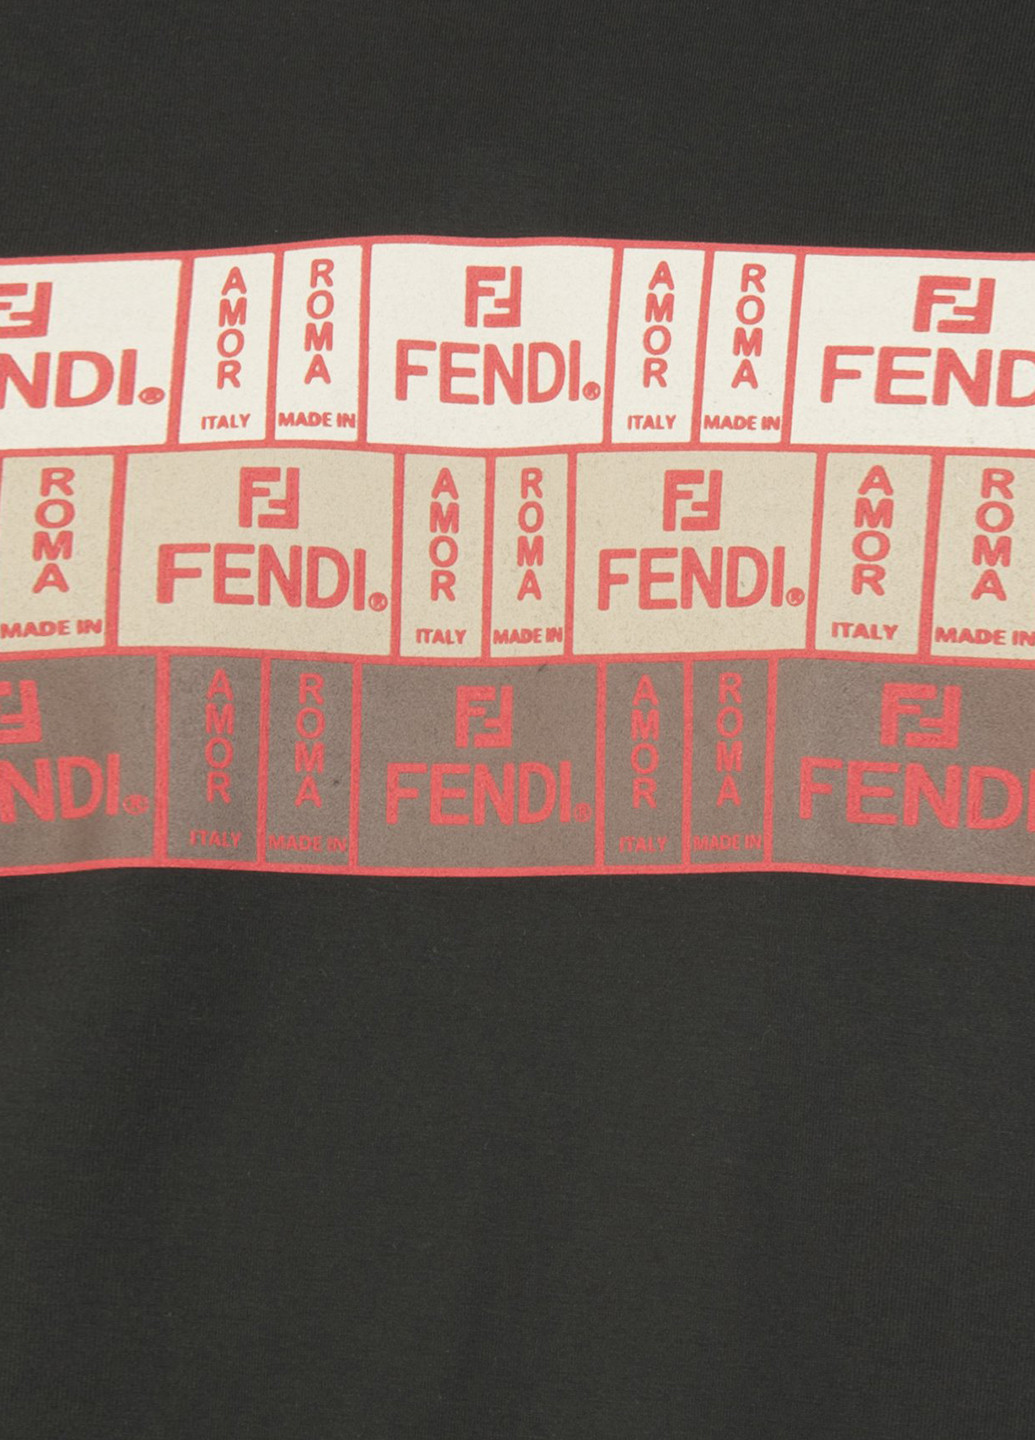 FF AMOR ROMA FF AMOR ROMA FF
NDI® FENDI® FEND
ITALY MADE IN ITALY MADE IN
ROMA FF AMOR ROMA FF AMOR ROMA
FENDI® FENDI®
MADE IN ITALY MADE IN ITALY MADE IN
FF AMOR ROMA FF AMOR ROMA FF
NDI® FENDI® FENDI
ITALY MADE IN ITALY MADE IN